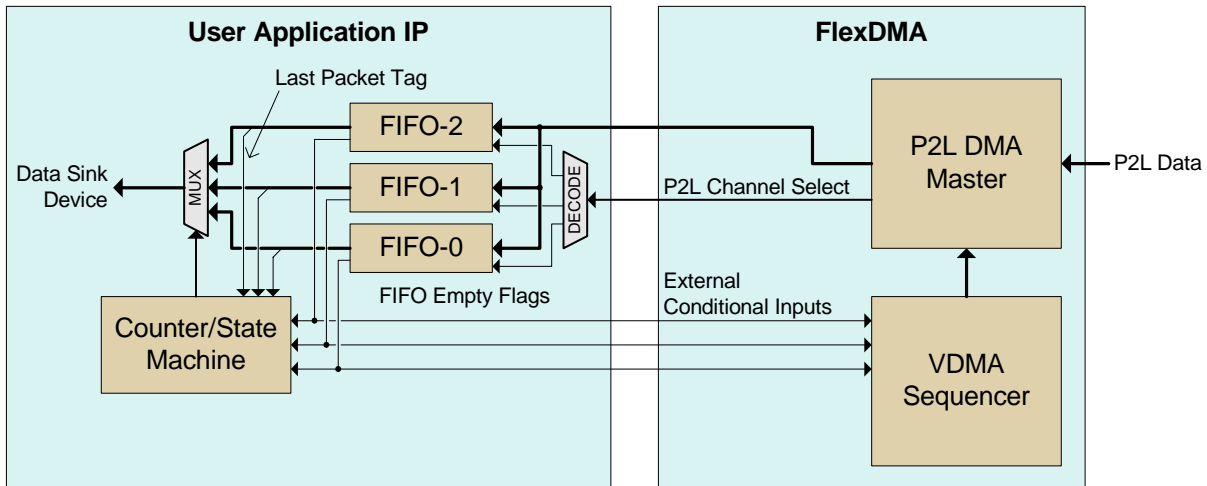 User Application IP
FlexDMA
Last Packet Tag
FIFO-2
FIFO-1
FIFO-0
MUX
DECODE
Data Sink
Device
P2L Channel Select
P2L DMA
Master
P2L Data
FIFO Empty Flags
External
Conditional Inputs
Counter/State
Machine
VDMA
Sequencer